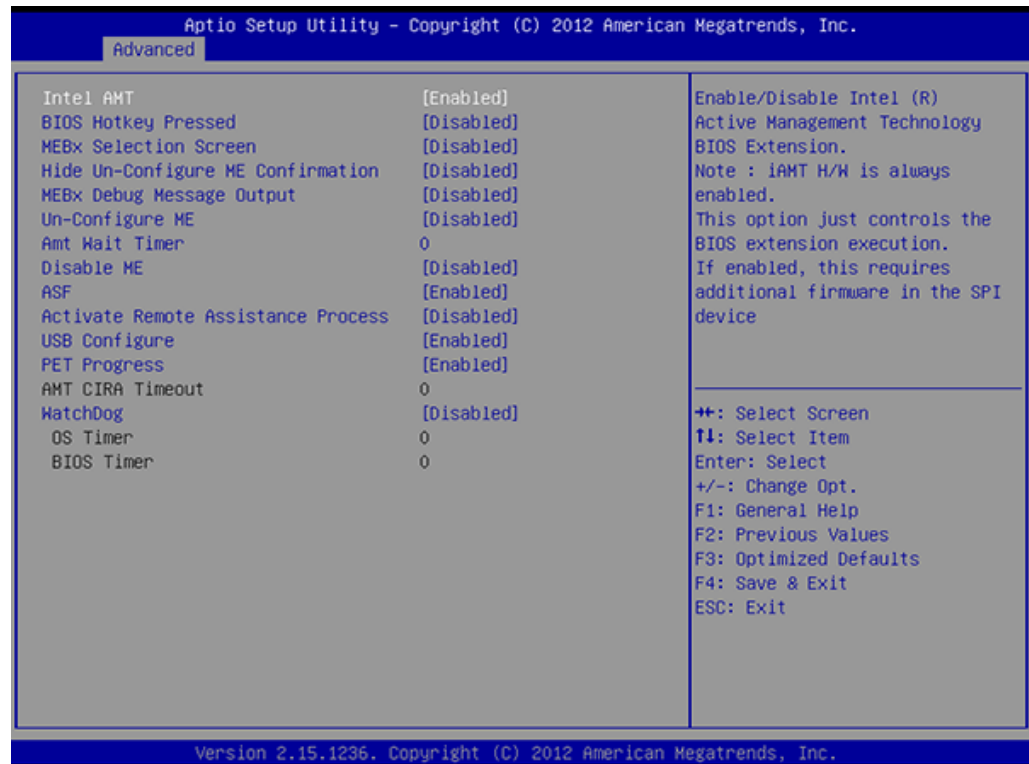 Aptio Setup Utility – Copyright (C) 2012 American Megatrends, Inc.
Advanced
Intel AMT [Enabled]
BIOS Hotkey Pressed [Disabled]
MEBx Selection Screen [Disabled]
Hide Un-Configure ME Confirmation [Disabled]
MEBx Debug Message Output [Disabled]
Un-Configure ME [Disabled]
Amt Wait Timer 0
Disable ME [Disabled]
ASF [Enabled]
Activate Remote Assistance Process [Disabled]
USB Configure [Enabled]
PET Progress [Enabled]
AMT CIRA Timeout 0
WatchDog [Disabled]
OS Timer 0
BIOS Timer 0
Enable/Disable Intel (R)
Active Management Technology
BIOS Extension.
Note : iAMT H/W is always
enabled.
This option just controls the
BIOS extension execution.
If enabled, this requires
additional firmware in the SPI
device
→←: Select Screen
↑↓: Select Item
Enter: Select
+/-: Change Opt.
F1: General Help
F2: Previous Values
F3: Optimized Defaults
F4: Save & Exit
ESC: Exit
Version 2.15.1236. Copyright (C) 2012 American Megatrends, Inc.